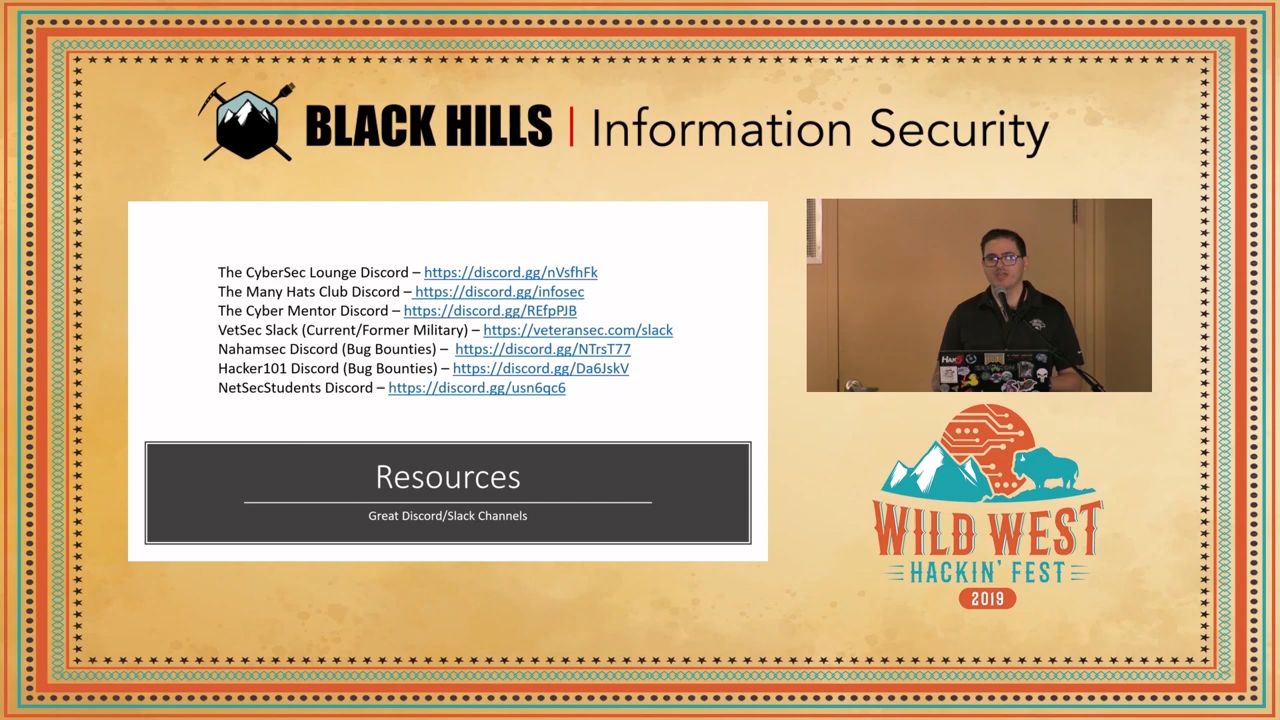 BLACK HILLS | Information Security
The CyberSec Lounge Discord – https://discord.gg/nVsfhFk
The Many Hats Club Discord – https://discord.gg/infosec
The Cyber Mentor Discord – https://discord.gg/REfpPJB
VetSec Slack (Current/Former Military) – https://veteransec.com/slack
Nahamsec Discord (Bug Bounties) – https://discord.gg/NTrsT77
Hacker101 Discord (Bug Bounties) – https://discord.gg/Da6JskV
NetSecStudents Discord – https://discord.gg/usn6qc6
Resources
Great Discord/Slack Channels
WILD WEST
HACKIN' FEST
2019